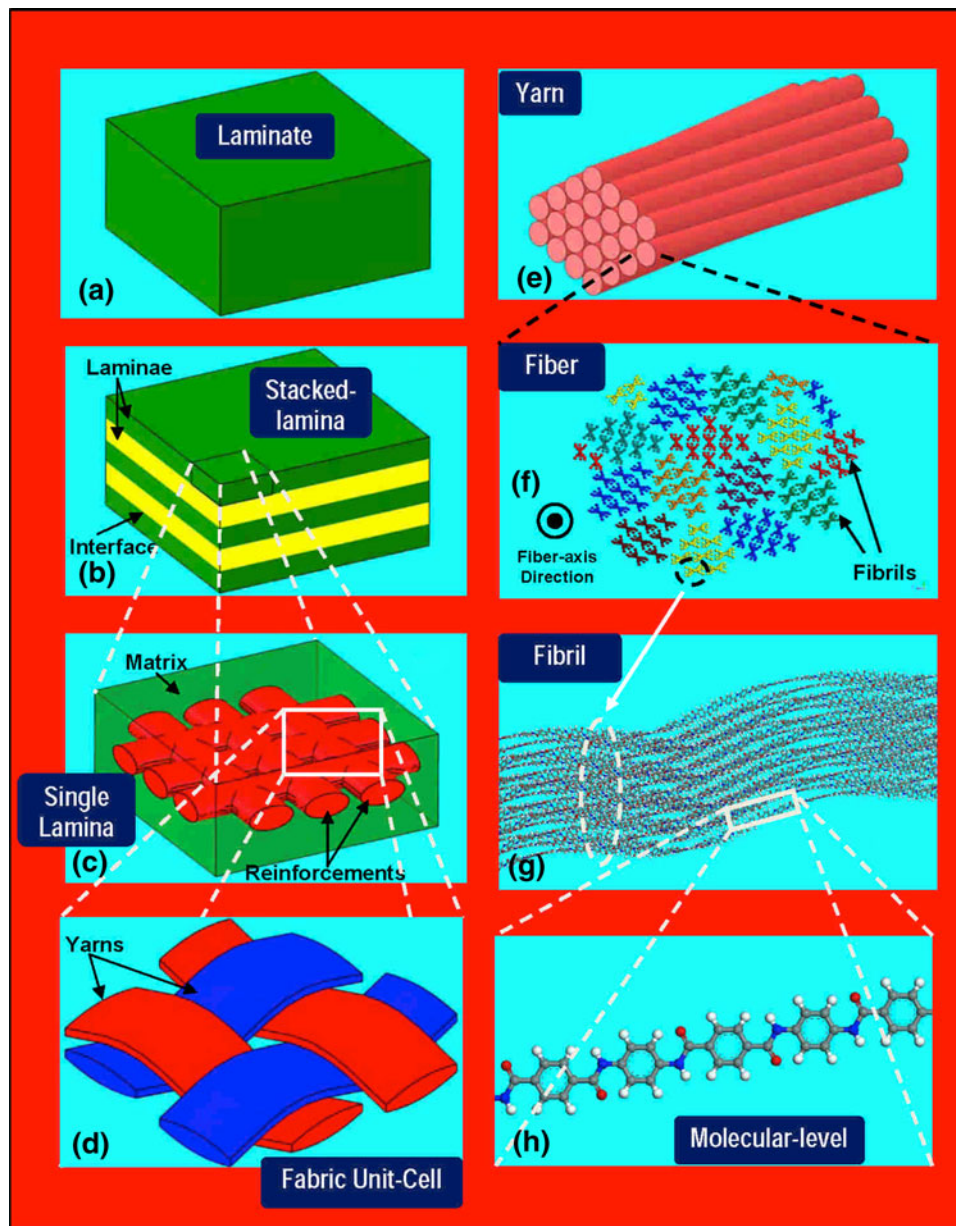 Laminate
(a)
Laminae
Stacked-
lamina
Interface
(b)
Matrix
Single
Lamina
(c)
Reinforcements
Yarns
(d)
Fabric Unit-Cell
Yarn
(e)
Fiber
(f)
Fiber-axis
Direction
Fibrils
Fibril
(g)
(h)
Molecular-level